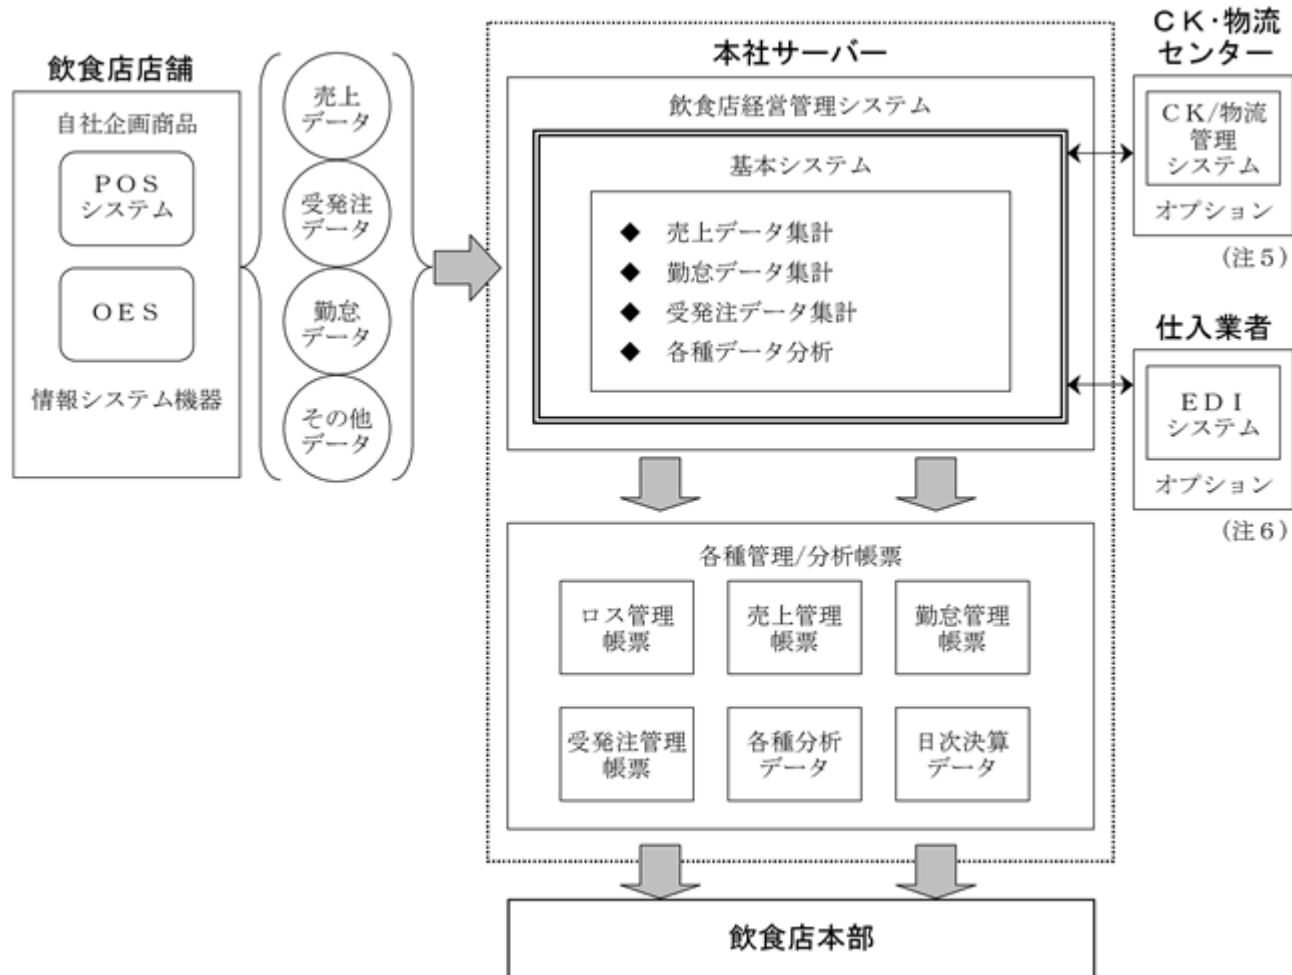 飲食店店舗
自社企画商品
ＰＯＳ
システム
ＯＥＳ
情報システム機器
売上
データ
受発注
データ
勤怠
データ
その他
データ
本社サーバー
飲食店経営管理システム
基本システム
◆ 売上データ集計
◆ 勤怠データ集計
◆ 受発注データ集計
◆ 各種データ分析
ＣＫ・物流
センター
ＣＫ/物流
管理
システム
オプション
(注５)
仕入業者
ＥＤＩ
システム
オプション
(注６)
各種管理/分析帳票
ロス管理
帳票
売上管理
帳票
勤怠管理
帳票
受発注管理
帳票
各種分析
データ
日次決算
データ
飲食店本部